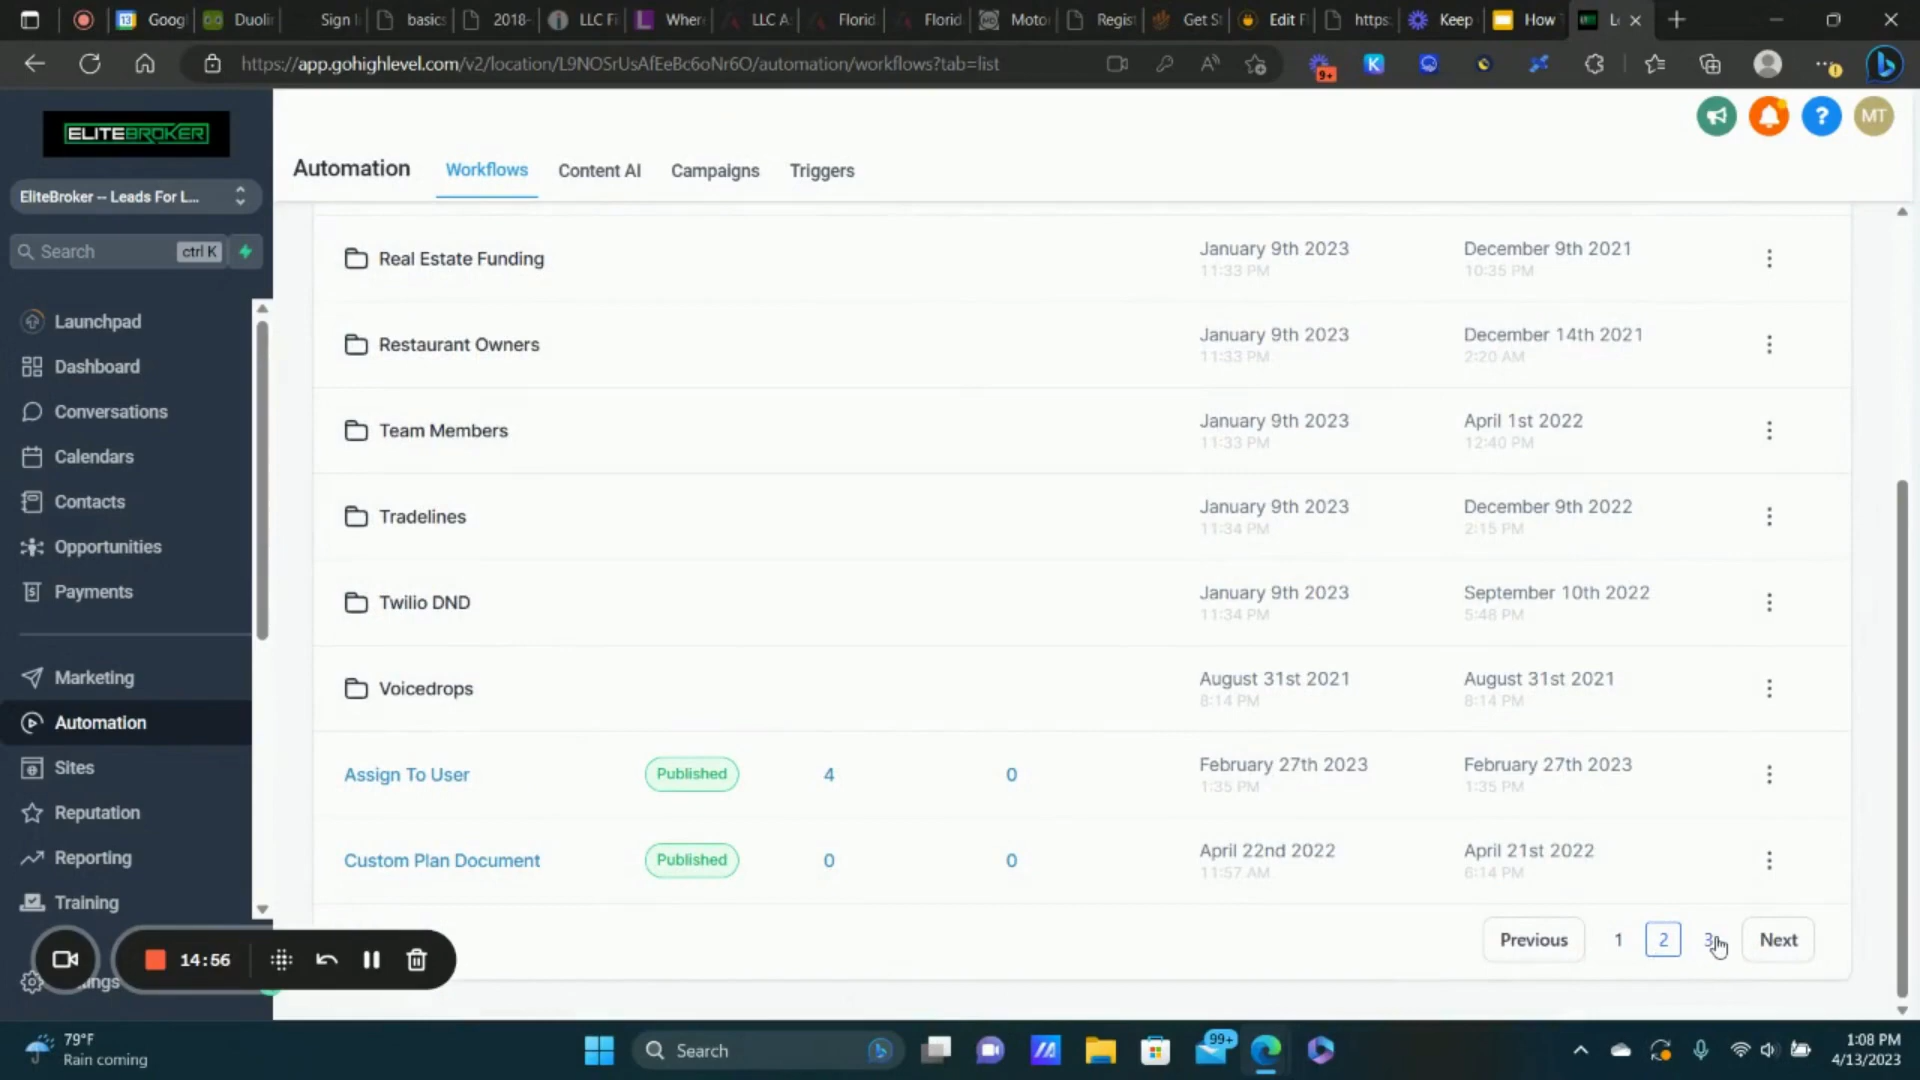 Goog
Duolin
Sign I
basics
2018-
LLC Fi
Wher
LLC A
Florid
Florid
Moto
Regis
Get St
Edit F
https:
Keep
How
L
https://app.gohighlevel.com/v2/location/L9NOSrUsAfEeBc6oNr6O/automation/workflows?tab=list
9+
K
ELITEBROKER
EliteBroker -- Leads For L...
Search
ctrl K
Launchpad
Dashboard
Conversations
Calendars
Contacts
Opportunities
Payments
Marketing
Automation
Sites
Reputation
Reporting
Training
14:56
Automation
Workflows
Content AI
Campaigns
Triggers
?
MT
Real Estate Funding
January 9th 2023
December 9th 2021
11:33 PM
10:35 PM
Restaurant Owners
January 9th 2023
December 14th 2021
11:33 PM
2:20 AM
Team Members
January 9th 2023
April 1st 2022
11:33 PM
12:40 PM
Tradelines
January 9th 2023
December 9th 2022
11:34 PM
2:15 PM
Twilio DND
January 9th 2023
September 10th 2022
11:34 PM
5:48 PM
Voicedrops
August 31st 2021
August 31st 2021
8:14 PM
8:14 PM
Assign To User
Published
4
0
February 27th 2023
February 27th 2023
1:35 PM
1:35 PM
Custom Plan Document
Published
0
0
April 22nd 2022
April 21st 2022
11:57 AM
6:14 PM
Previous
1
2
3
Next
79°F
Rain coming
Search
99+
1:08 PM
4/13/2023